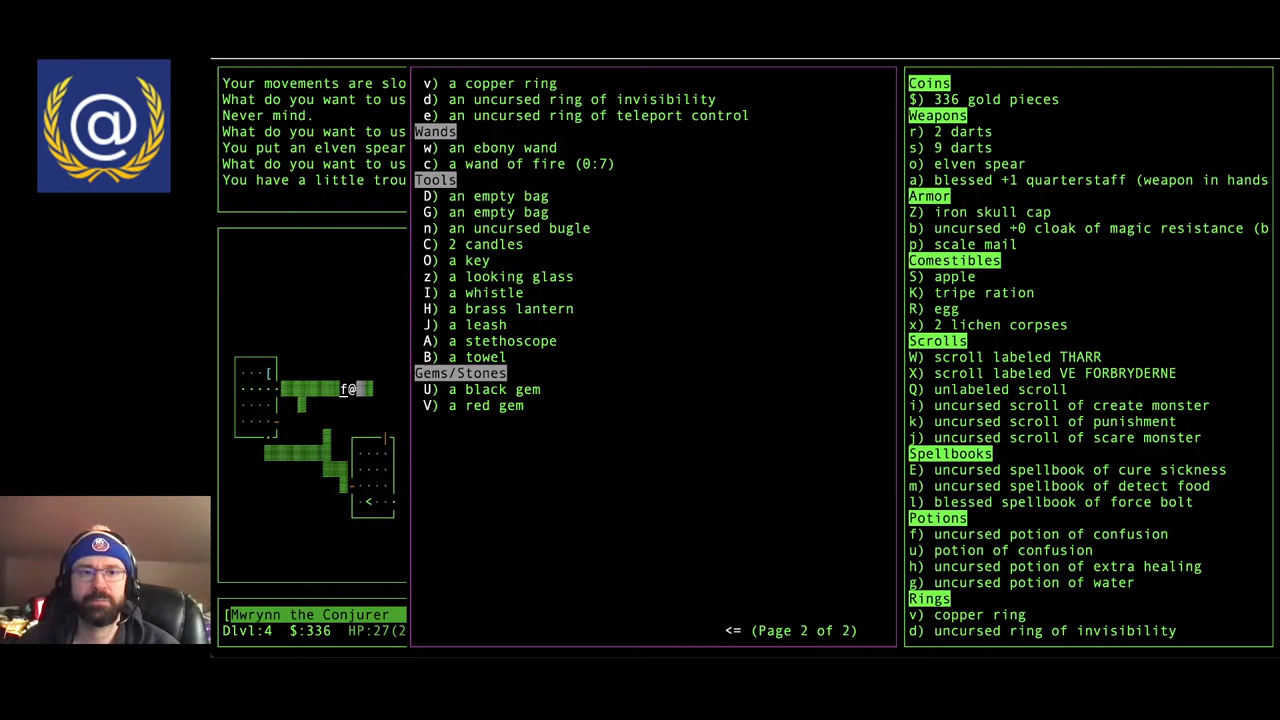 @
Your movements are slo
What do you want to us
Never mind.
What do you want to us
You put an elven spear
What do you want to us
You have a little trou
[
f@
<
[Mwrynn the Conjurer
Dlvl:4 $:336 HP:27(2
v) a copper ring
d) an uncursed ring of invisibility
e) an uncursed ring of teleport control
Wands
w) an ebony wand
c) a wand of fire (0:7)
Tools
D) an empty bag
G) an empty bag
n) an uncursed bugle
C) 2 candles
O) a key
z) a looking glass
I) a whistle
H) a brass lantern
J) a leash
A) a stethoscope
B) a towel
Gems/Stones
U) a black gem
V) a red gem
<= (Page 2 of 2)
Coins
$) 336 gold pieces
Weapons
r) 2 darts
s) 9 darts
o) elven spear
a) blessed +1 quarterstaff (weapon in hands
Armor
Z) iron skull cap
b) uncursed +0 cloak of magic resistance (b
p) scale mail
Comestibles
S) apple
K) tripe ration
R) egg
x) 2 lichen corpses
Scrolls
W) scroll labeled THARR
X) scroll labeled VE FORBRYDERNE
Q) unlabeled scroll
i) uncursed scroll of create monster
k) uncursed scroll of punishment
j) uncursed scroll of scare monster
Spellbooks
E) uncursed spellbook of cure sickness
m) uncursed spellbook of detect food
l) blessed spellbook of force bolt
Potions
f) uncursed potion of confusion
u) potion of confusion
h) uncursed potion of extra healing
g) uncursed potion of water
Rings
v) copper ring
d) uncursed ring of invisibility